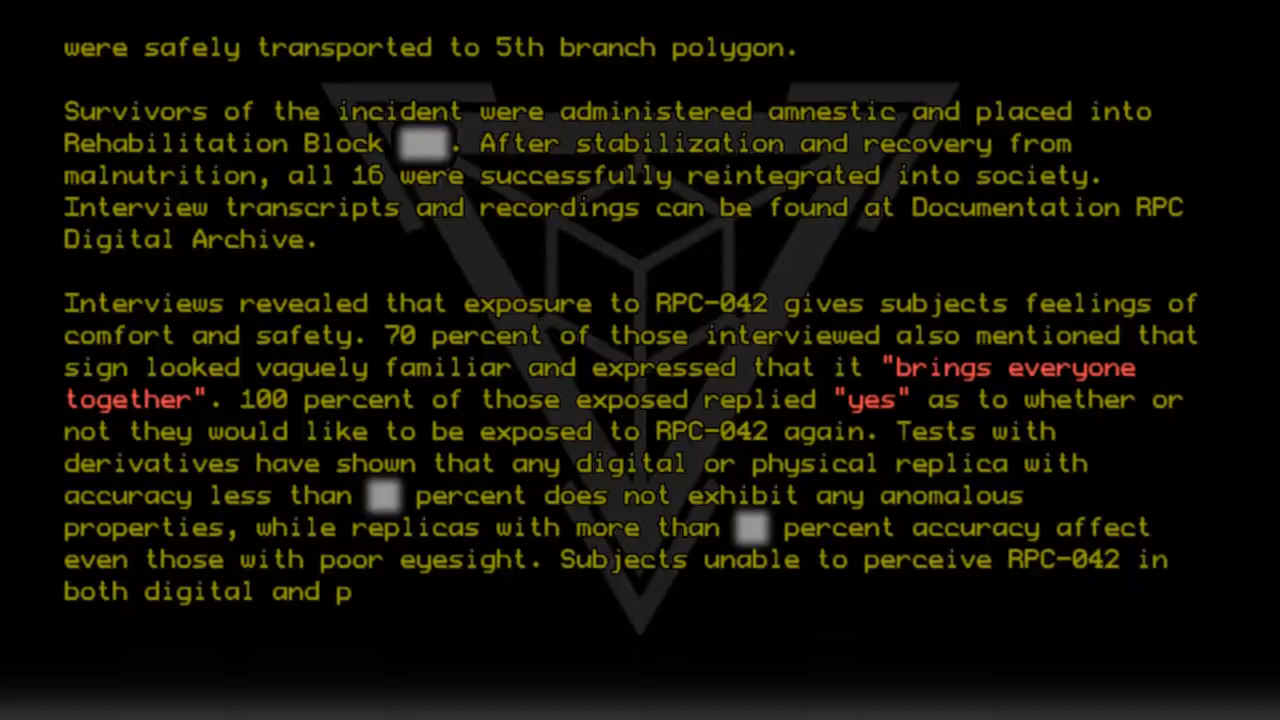 were safely transported to 5th branch polygon.
Survivors of the incident were administered amnestic and placed into
Rehabilitation Block . After stabilization and recovery from
malnutrition, all 16 were successfully reintegrated into society.
Interview transcripts and recordings can be found at Documentation RPC
Digital Archive.
Interviews revealed that exposure to RPC-042 gives subjects feelings of
comfort and safety. 70 percent of those interviewed also mentioned that
sign looked vaguely familiar and expressed that it "brings everyone
together". 100 percent of those exposed replied "yes" as to whether or
not they would like to be exposed to RPC-042 again. Tests with
derivatives have shown that any digital or physical replica with
accuracy less than percent does not exhibit any anomalous
properties, while replicas with more than percent accuracy affect
even those with poor eyesight. Subjects unable to perceive RPC-042 in
both digital and p